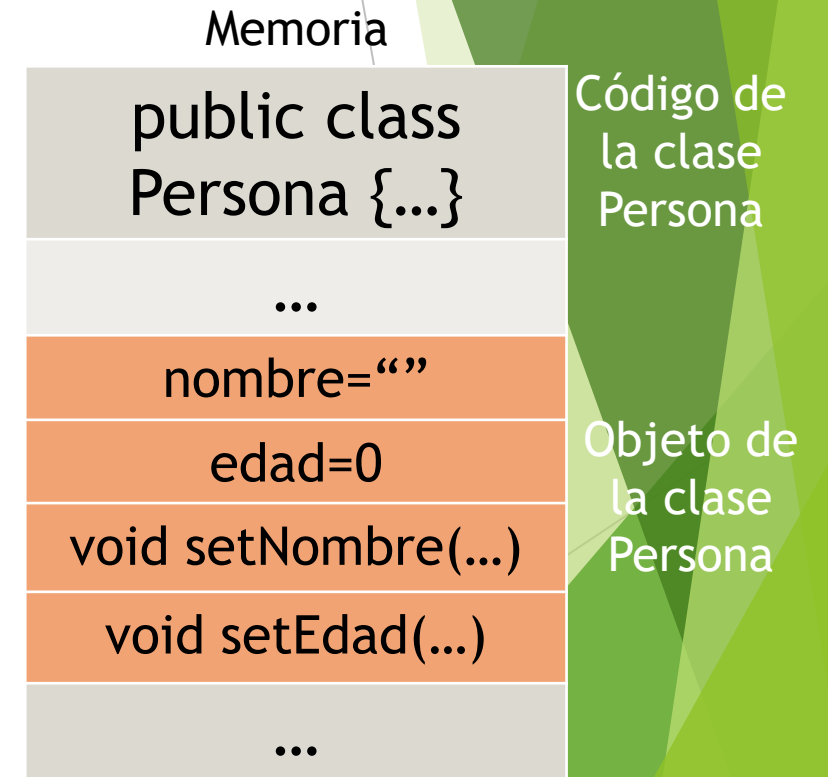 Memoria
public class
Persona {…}
Código de
la clase
Persona
…
nombre=“”
edad=0
void setNombre(…)
void setEdad(…)
Objeto de
la clase
Persona
…